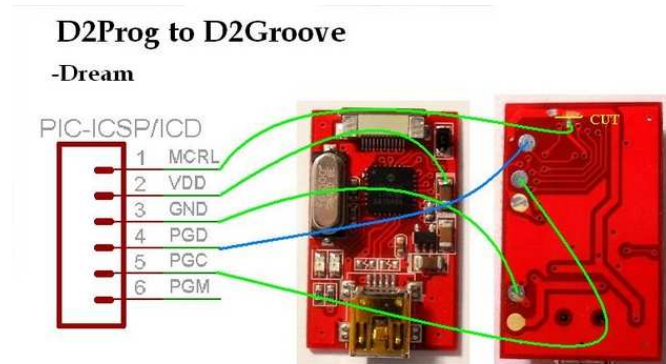 D2Prog to D2Groove
-Dream
PIC-ICSP/ICD
1 MCRL
2 VDD
3 GND
4 PGD
5 PGC
6 PGM
CUT